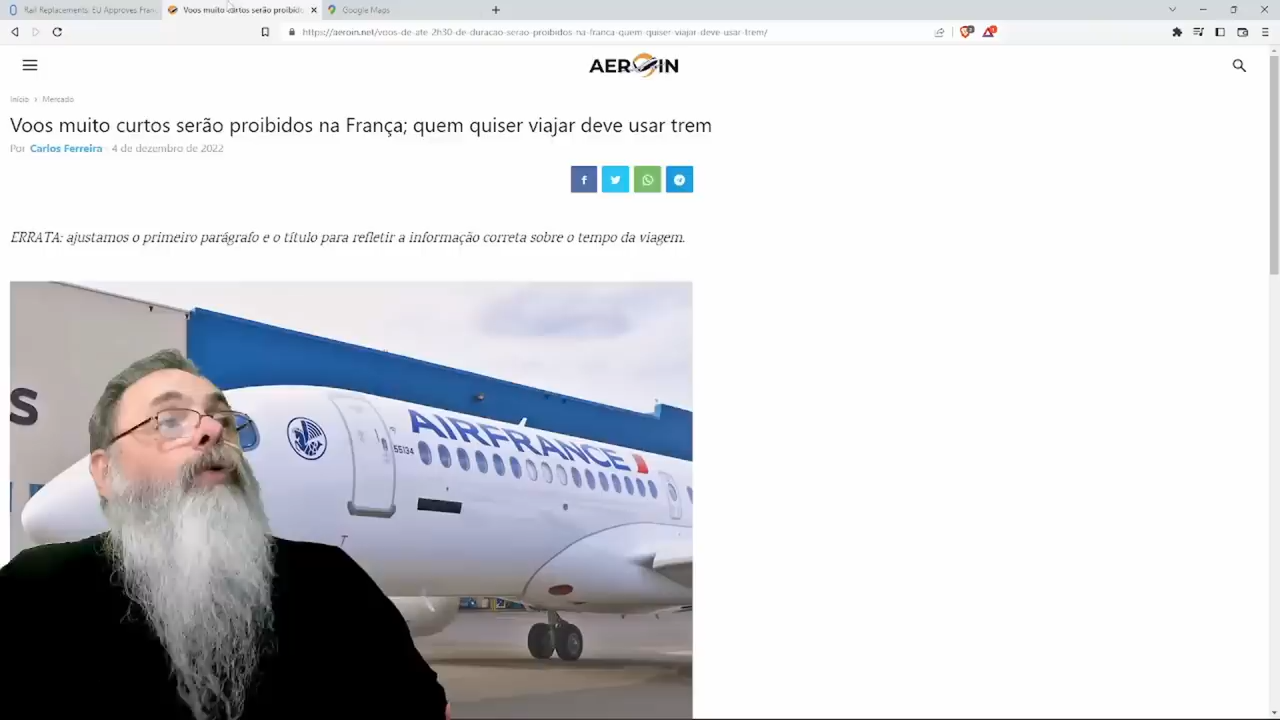 Rail Replacements: EU Approves Fran
Voos muito curtos serão proibidos
Google Maps
https://aeroin.net/voos-de-ate-2h30-de-duracao-serao-proibidos-na-franca-quem-quiser-viajar-deve-usar-trem/
AEROIN
Início › Mercado
Voos muito curtos serão proibidos na França; quem quiser viajar deve usar trem
Por Carlos Ferreira - 4 de dezembro de 2022
ERRATA: ajustamos o primeiro parágrafo e o título para refletir a informação correta sobre o tempo da viagem.
S
AIRFRANCE
55134